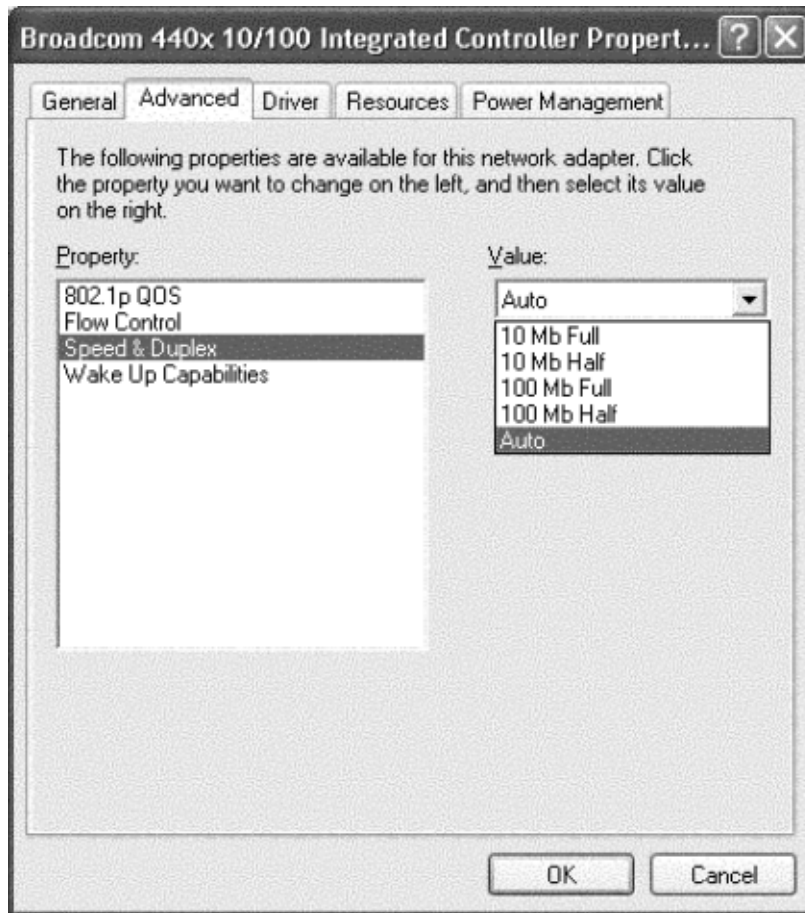 Broadcom 440x 10/100 Integrated Controller Propert...
General Advanced Driver Resources Power Management
The following properties are available for this network adapter. Click
the property you want to change on the left, and then select its value
on the right.
Property:
802.1p QOS
Flow Control
Speed & Duplex
Wake Up Capabilities
Value:
Auto
10 Mb Full
10 Mb Half
100 Mb Full
100 Mb Half
Auto
OK Cancel